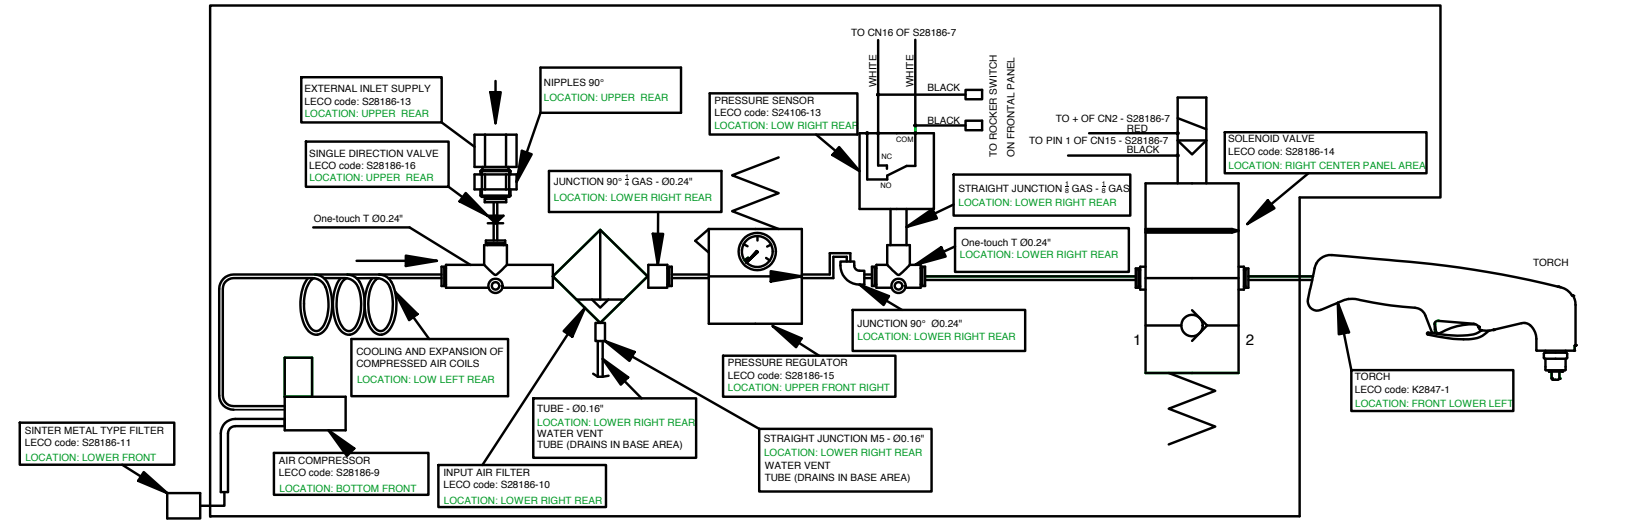 TO CN16 OF S28186-7
WHITE
WHITE
BLACK
BLACK
TO ROCKER SWITCH
ON FRONTAL PANEL
EXTERNAL INLET SUPPLY
LECO code: S28186-13
LOCATION: UPPER REAR
NIPPLES 90°
LOCATION: UPPER REAR
PRESSURE SENSOR
LECO code: S24106-13
LOCATION: LOW RIGHT REAR
COM
NC
NO
TO + OF CN2 - S28186-7
RED
TO PIN 1 OF CN15 - S28186-7
BLACK
SOLENOID VALVE
LECO code: S28186-14
LOCATION: RIGHT CENTER PANEL AREA
SINGLE DIRECTION VALVE
LECO code: S28186-16
LOCATION: UPPER REAR
JUNCTION 90° 1/4 GAS - Ø0.24"
LOCATION: LOWER RIGHT REAR
STRAIGHT JUNCTION 1/8 GAS - 1/8 GAS
LOCATION: LOWER RIGHT REAR
One-touch T Ø0.24"
One-touch T Ø0.24"
LOCATION: LOWER RIGHT REAR
TORCH
JUNCTION 90° Ø0.24"
LOCATION: LOWER RIGHT REAR
1
2
COOLING AND EXPANSION OF
COMPRESSED AIR COILS
LOCATION: LOW LEFT REAR
PRESSURE REGULATOR
LECO code: S28186-15
LOCATION: UPPER FRONT RIGHT
TORCH
LECO code: K2847-1
LOCATION: FRONT LOWER LEFT
TUBE - Ø0.16"
LOCATION: LOWER RIGHT REAR
WATER VENT
TUBE (DRAINS IN BASE AREA)
SINTER METAL TYPE FILTER
LECO code: S28186-11
LOCATION: LOWER FRONT
STRAIGHT JUNCTION M5 - Ø0.16"
LOCATION: LOWER RIGHT REAR
WATER VENT
TUBE (DRAINS IN BASE AREA)
AIR COMPRESSOR
LECO code: S28186-9
LOCATION: BOTTOM FRONT
INPUT AIR FILTER
LECO code: S28186-10
LOCATION: LOWER RIGHT REAR